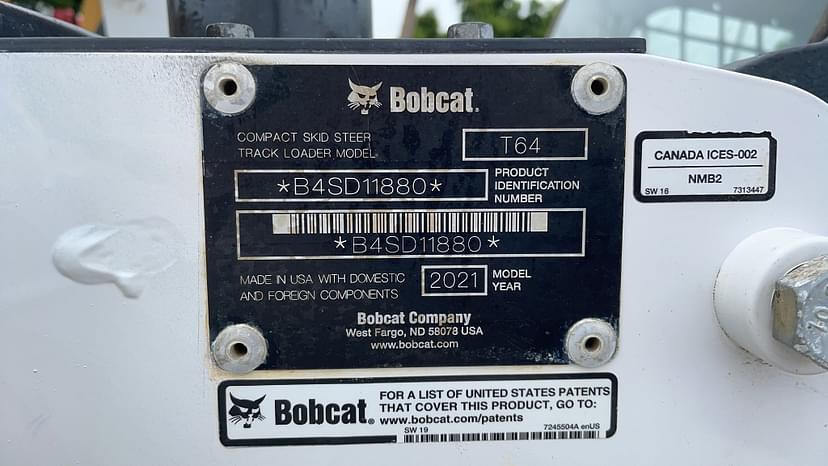 Bobcat.
COMPACT SKID STEER
TRACK LOADER MODEL
T64
*B4SD11880*
PRODUCT
IDENTIFICATION
NUMBER
*B4SD11880*
MADE IN USA WITH DOMESTIC
AND FOREIGN COMPONENTS
2021
MODEL
YEAR
Bobcat Company
West Fargo, ND 58078 USA
www.bobcat.com
CANADA ICES-002
NMB2
SW 16
7313447
Bobcat®
FOR A LIST OF UNITED STATES PATENTS
THAT COVER THIS PRODUCT, GO TO:
www.bobcat.com/patents
SW 19
7245504A enUS